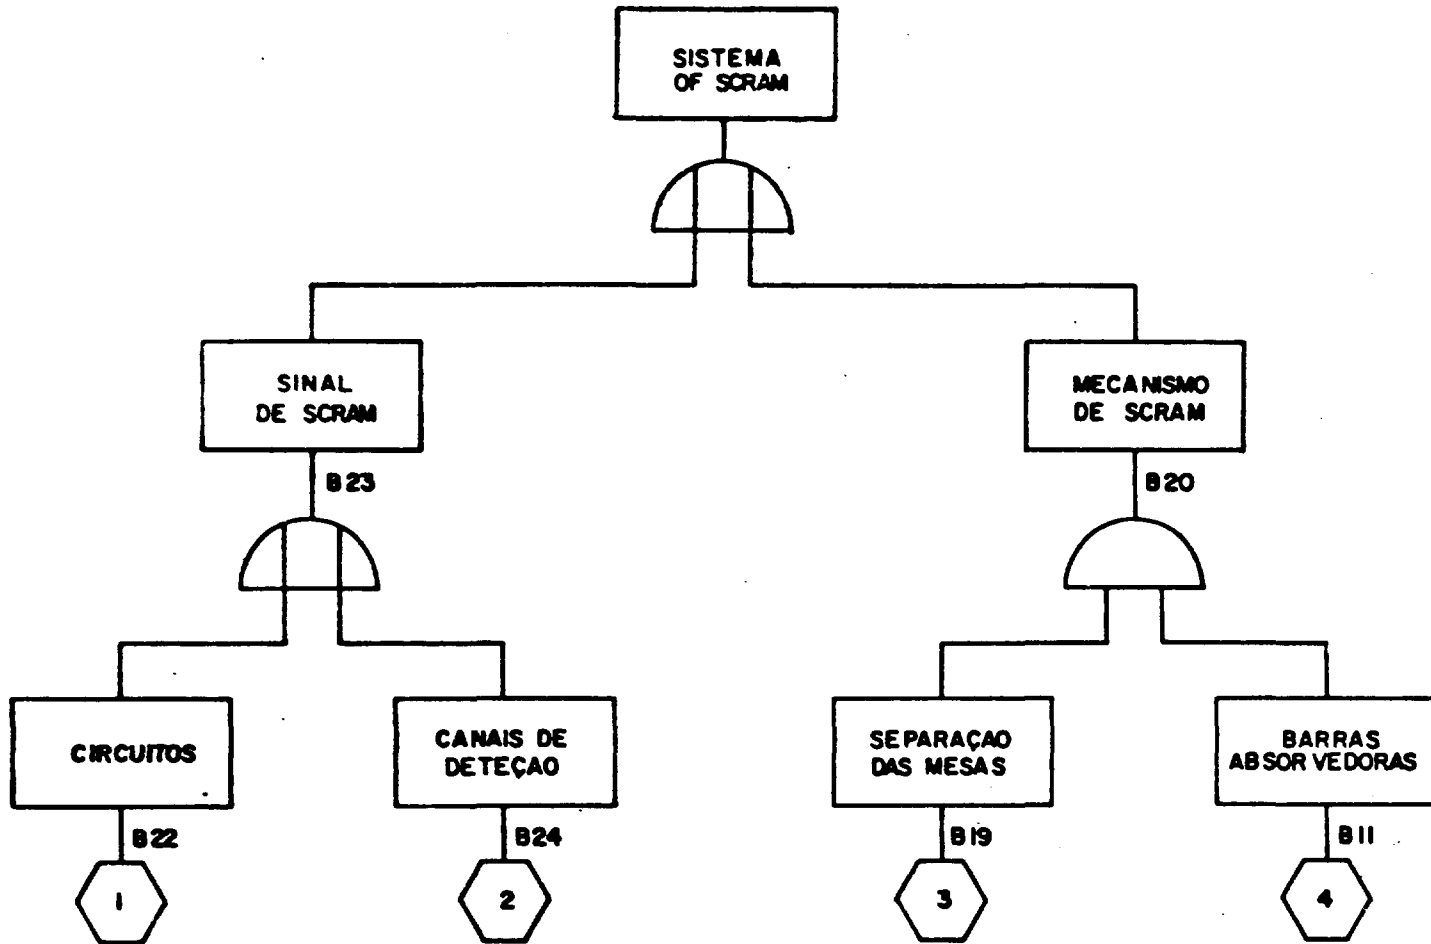 SISTEMA
OF SCRAM
SINAL
DE SCRAM
MECANISMO
DE SCRAM
B23
B20
CIRCUITOS
CANAIS DE
DETEÇAO
SEPARAÇAO
DAS MESAS
BARRAS
ABSORVEDORAS
B22
B24
B19
B11
1
2
3
4